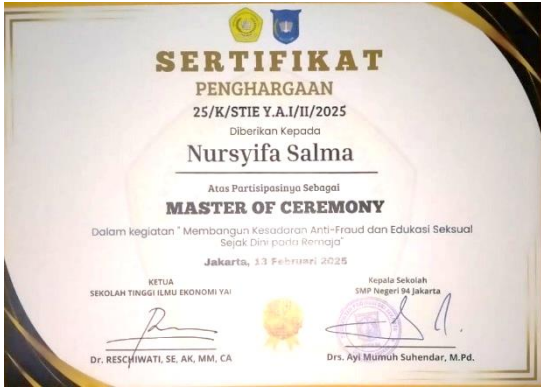 SERTIFIKAT
PENGHARGAAN
25/K/STIE Y.A.I/II/2025
Diberikan Kepada
Nursyifa Salma
Atas Partisipasinya Sebagai
MASTER OF CEREMONY
Dalam kegiatan " Membangun Kesadaran Anti-Fraud dan Edukasi Seksual
Sejak Dini pada Remaja"
Jakarta, 13 Februari 2025
KETUA
SEKOLAH TINGGI ILMU EKONOMI YAI
Dr. RESCHIWATI, SE, AK, MM, CA
Kepala Sekolah
SMP Negeri 94 Jakarta
Drs. Ayi Mumuh Suhendar, M.Pd.